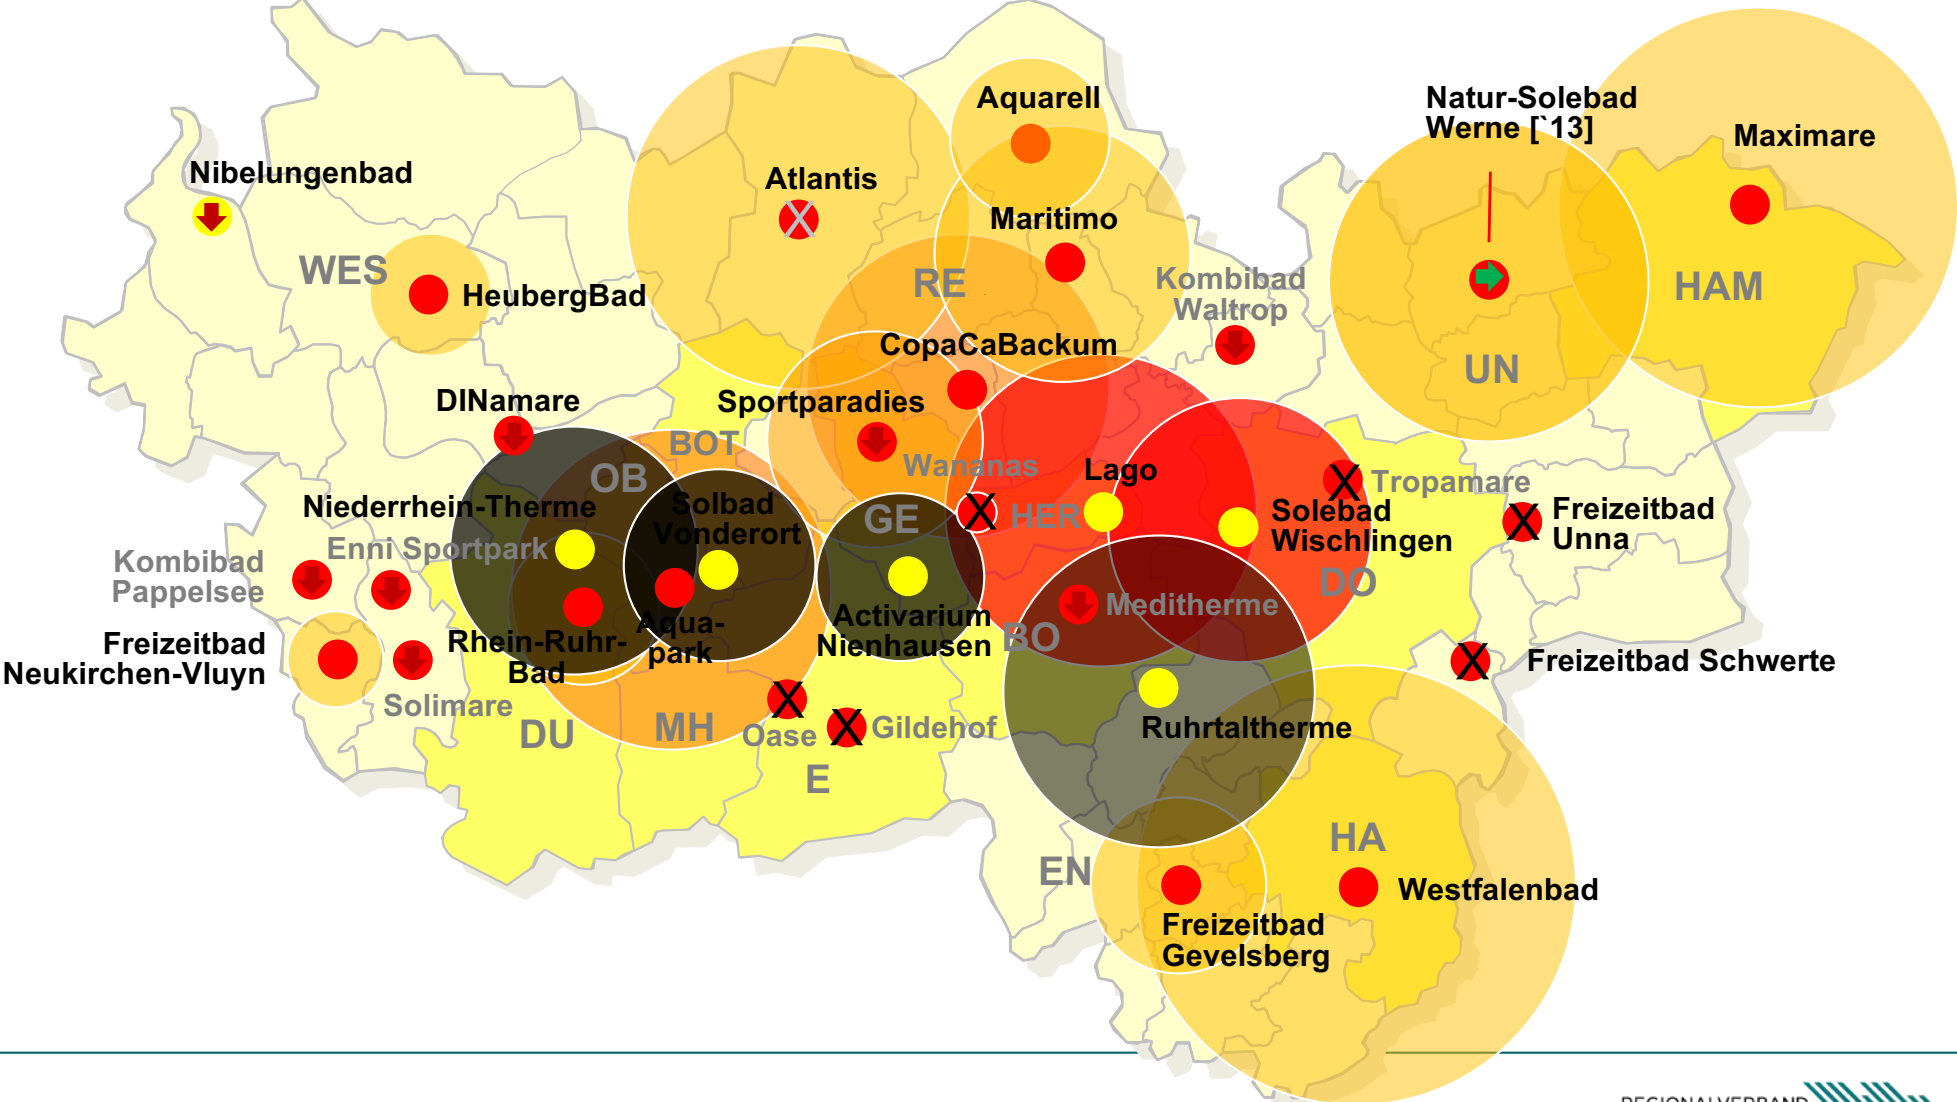 Aquarell
Natur-Solebad
Werne [`13]
Maximare
Nibelungenbad
Atlantis
X
Maritimo
WES
HeubergBad
RE
Kombibad
Waltrop
HAM
CopaCaBackum
UN
DINamare
Sportparadies
BOT
OB
Wananas
Lago
X
Tropamare
Niederrhein-Therme
Solbad
Vonderort
GE
X
HER
Solebad
Wischlingen
X
Freizeitbad
Unna
Kombibad
Pappelsee
Enni Sportpark
DO
Activarium
Nienhausen
Meditherme
BO
Freizeitbad
Neukirchen-Vluyn
Rhein-Ruhr-
Bad
Aqua-
park
X
Freizeitbad Schwerte
Solimare
DU
MH
X
Oase
X
Gildehof
Ruhrtaltherme
E
HA
EN
Westfalenbad
Freizeitbad
Gevelsberg
REGIONALVERBAND